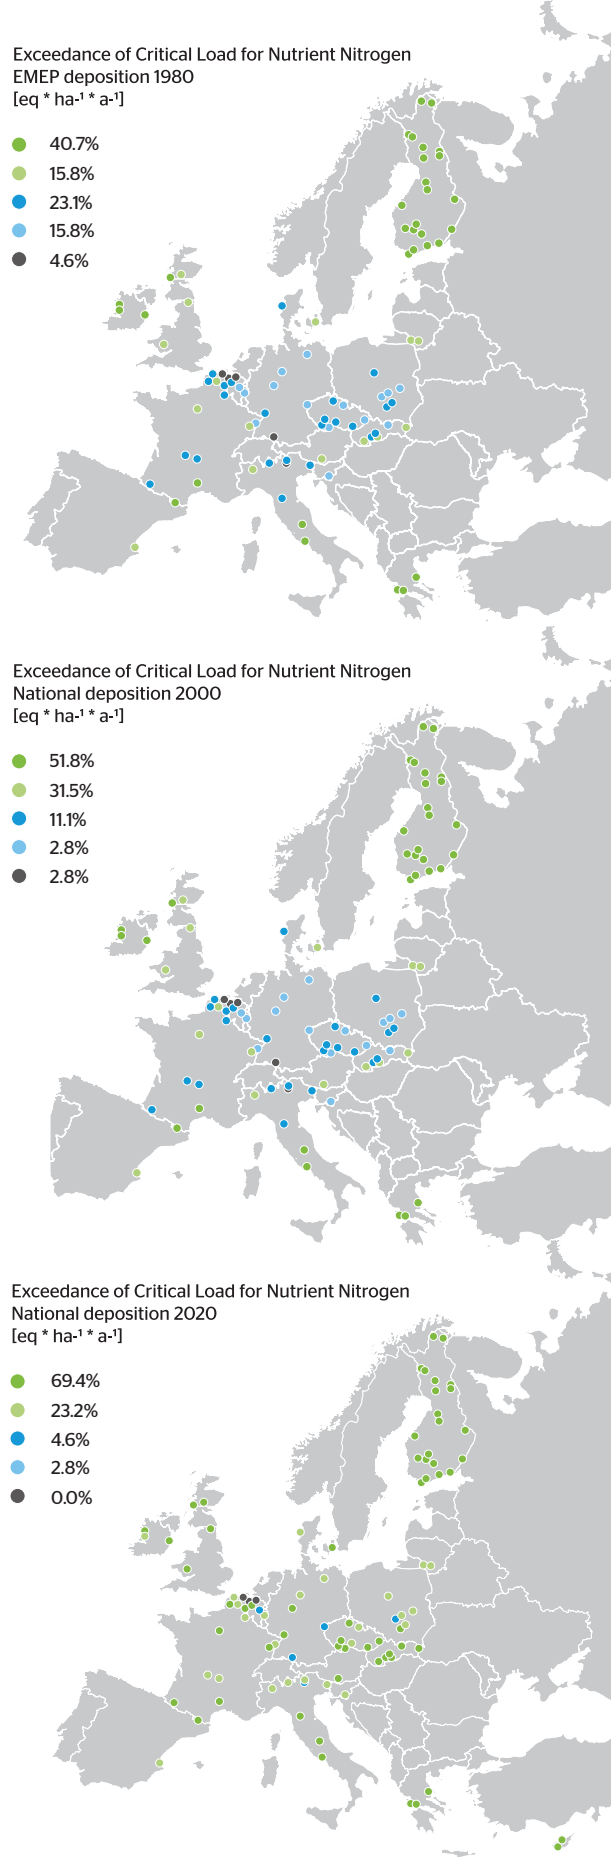 Exceedance of Critical Load for Nutrient Nitrogen
EMEP deposition 1980
[eq * ha-¹ * a-¹]
40.7%
15.8%
23.1%
15.8%
4.6%
Exceedance of Critical Load for Nutrient Nitrogen
National deposition 2000
[eq * ha-¹ * a-¹]
51.8%
31.5%
11.1%
2.8%
2.8%
Exceedance of Critical Load for Nutrient Nitrogen
National deposition 2020
[eq * ha-¹ * a-¹]
69.4%
23.2%
4.6%
2.8%
0.0%